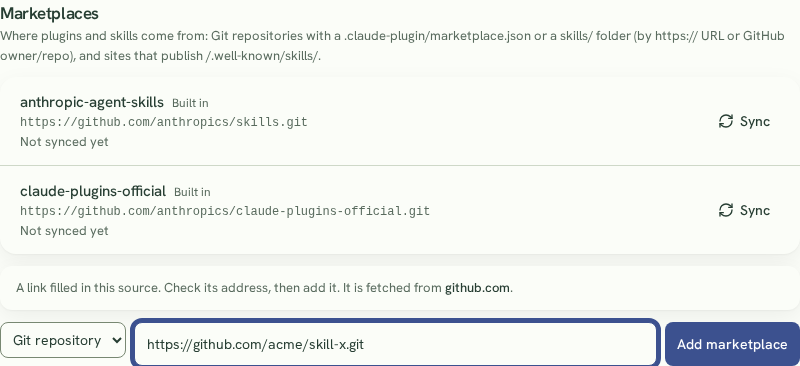 Marketplaces
Where plugins and skills come from: Git repositories with a .claude-plugin/marketplace.json or a skills/ folder (by https:// URL or GitHub
owner/repo), and sites that publish /.well-known/skills/.
anthropic-agent-skills Built in
https://github.com/anthropics/skills.git
Not synced yet
Sync
claude-plugins-official Built in
https://github.com/anthropics/claude-plugins-official.git
Not synced yet
Sync
A link filled in this source. Check its address, then add it. It is fetched from github.com.
Git repository https://github.com/acme/skill-x.git Add marketplace